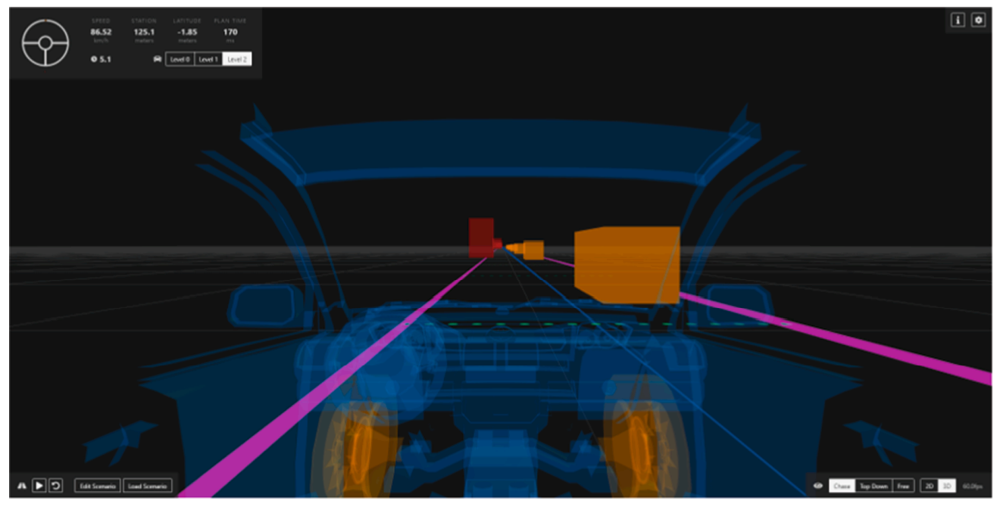 SPEED STATION LATITUDE PLAN TIME
86.52 125.1 -1.85 170
km/h meters meters ms
5.1 Level 0 Level 1 Level 2
i
Edit Scenario Load Scenario
Chase Top Down Free 2D 3D 60.0fps